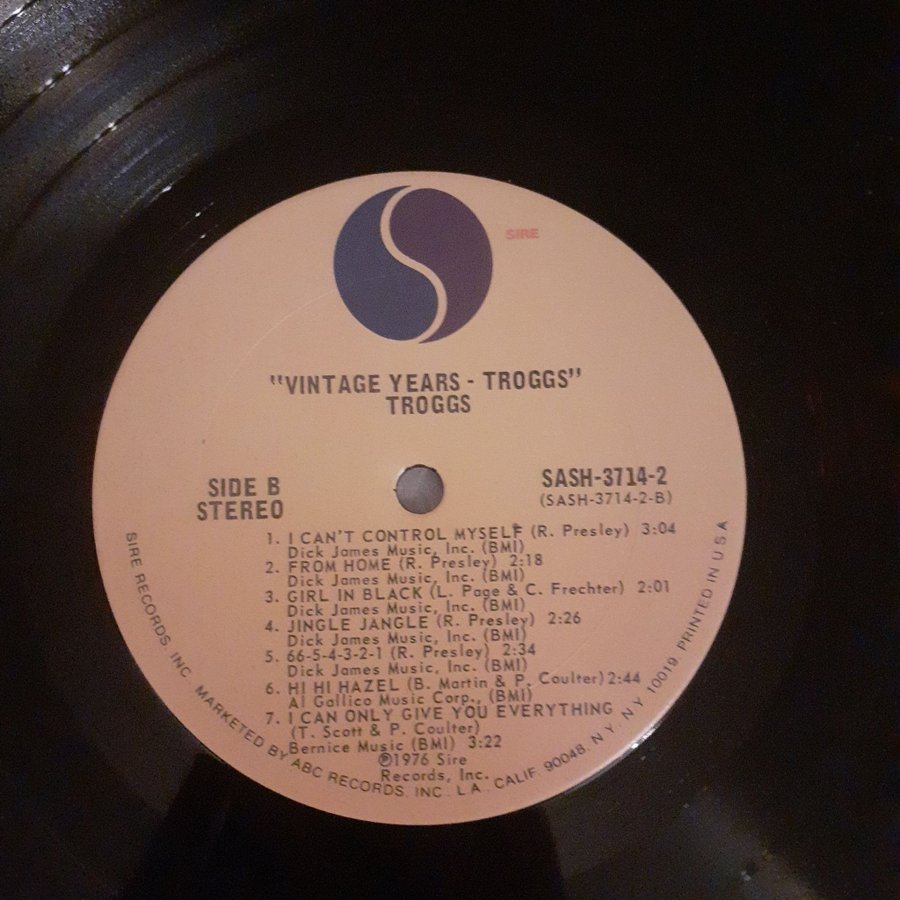 SIRE
"VINTAGE YEARS - TROGGS"
TROGGS
SIDE B
STEREO
SASH-3714-2
(SASH-3714-2-B)
1. I CAN'T CONTROL MYSELF (R. Presley) 3:04
Dick James Music, Inc. (BMI)
2. FROM HOME (R. Presley) 2:18
Dick James Music, Inc. (BMI)
3. GIRL IN BLACK (L. Page & C. Frechter) 2:01
Dick James Music, Inc. (BMI)
4. JINGLE JANGLE (R. Presley) 2:26
Dick James Music, Inc. (BMI)
5. 66-5-4-3-2-1 (R. Presley) 2:34
Dick James Music, Inc. (BMI)
6. HI HI HAZEL (B. Martin & P. Coulter) 2:44
Al Gallico Music Corp., (BMI)
7. I CAN ONLY GIVE YOU EVERYTHING
(T. Scott & P. Coulter)
Bernice Music (BMI) 3:22
℗1976 Sire
Records, Inc.
SIRE RECORDS, INC. MARKETED BY ABC RECORDS, INC. L.A. CALIF. 90048, N.Y. N.Y. 10019. PRINTED IN USA